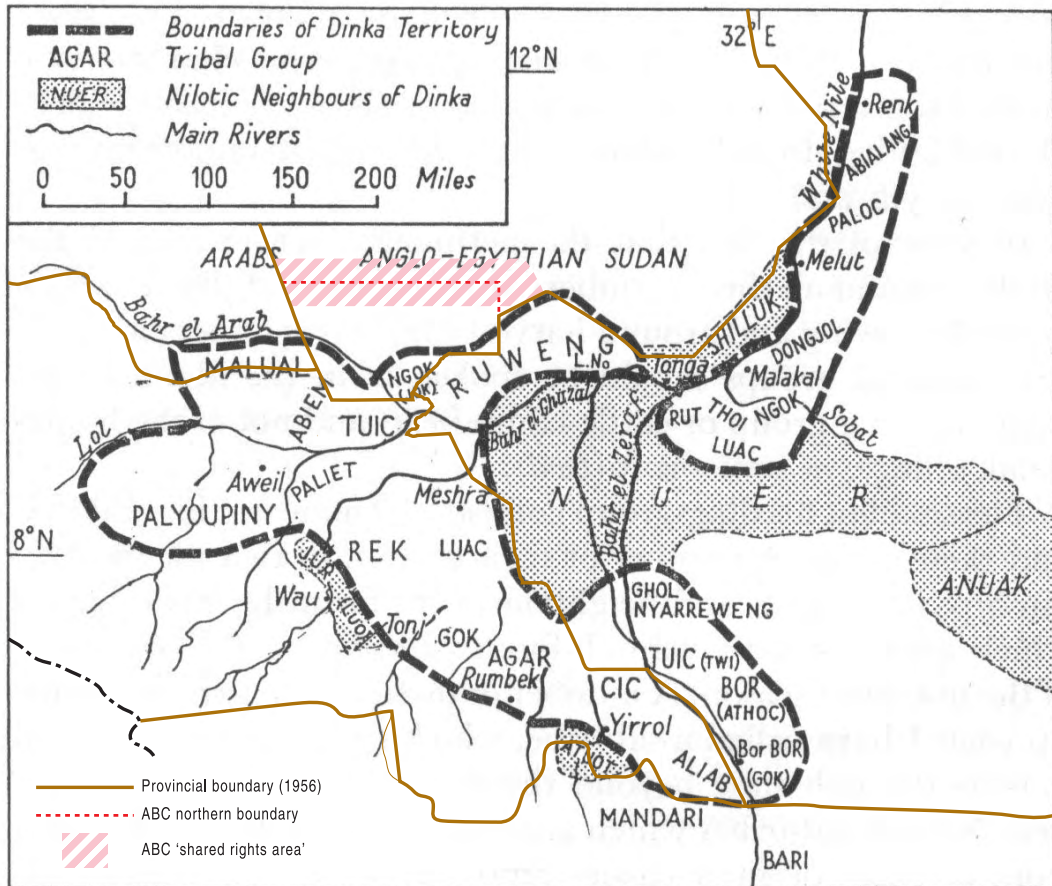 Boundaries of Dinka Territory
AGAR Tribal Group
NUER Nilotic Neighbours of Dinka
Main Rivers
0 50 100 150 200 Miles
12°N
32° E
White Nile
Renk
ABIALANG
PALOC
Melut
ARABS ANGLO-EGYPTIAN SUDAN
SHILLUK
Bahr el Arab
DONGJOL
MALUAL
NGOK
RUWENG
L.No
Tonga
Malakal
ABIEN
TUIC
Bahr-el-Ghazal
Bahr el Zeraf
RUT THOI NGOK
LUAC
Sobat
Lol
Aweil
PALIET
Meshra
NUER
PALYOUPINY
8°N
REK
LUAC
JUR
(LUO)
Wau
ANUAK
GHOL
NYARREWENG
Tonj
GOK
AGAR
Rumbek
TUIC (TWI)
CIC
BOR
(ATHOC)
Yirrol
Bor BOR
(GOK)
ATUOT
ALIAB
MANDARI
BARI
Provincial boundary (1956)
ABC northern boundary
ABC ‘shared rights area’